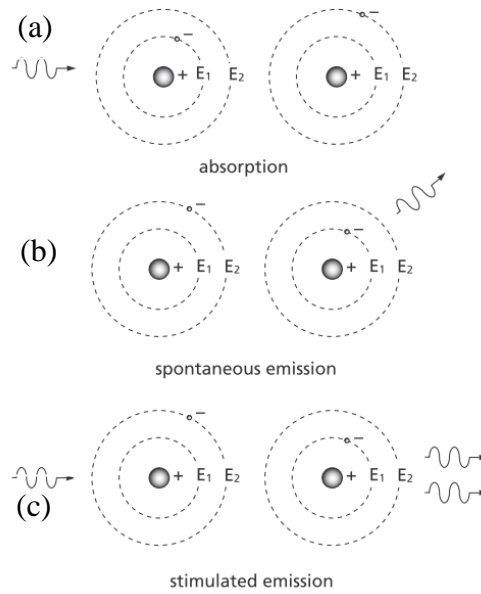 (a)
−
−
+ E₁ E₂
+ E₁ E₂
absorption
(b)
−
−
+ E₁ E₂
+ E₁ E₂
spontaneous emission
(c)
−
−
+ E₁ E₂
+ E₁ E₂
stimulated emission